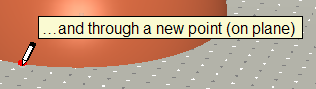 …and through a new point (on plane)